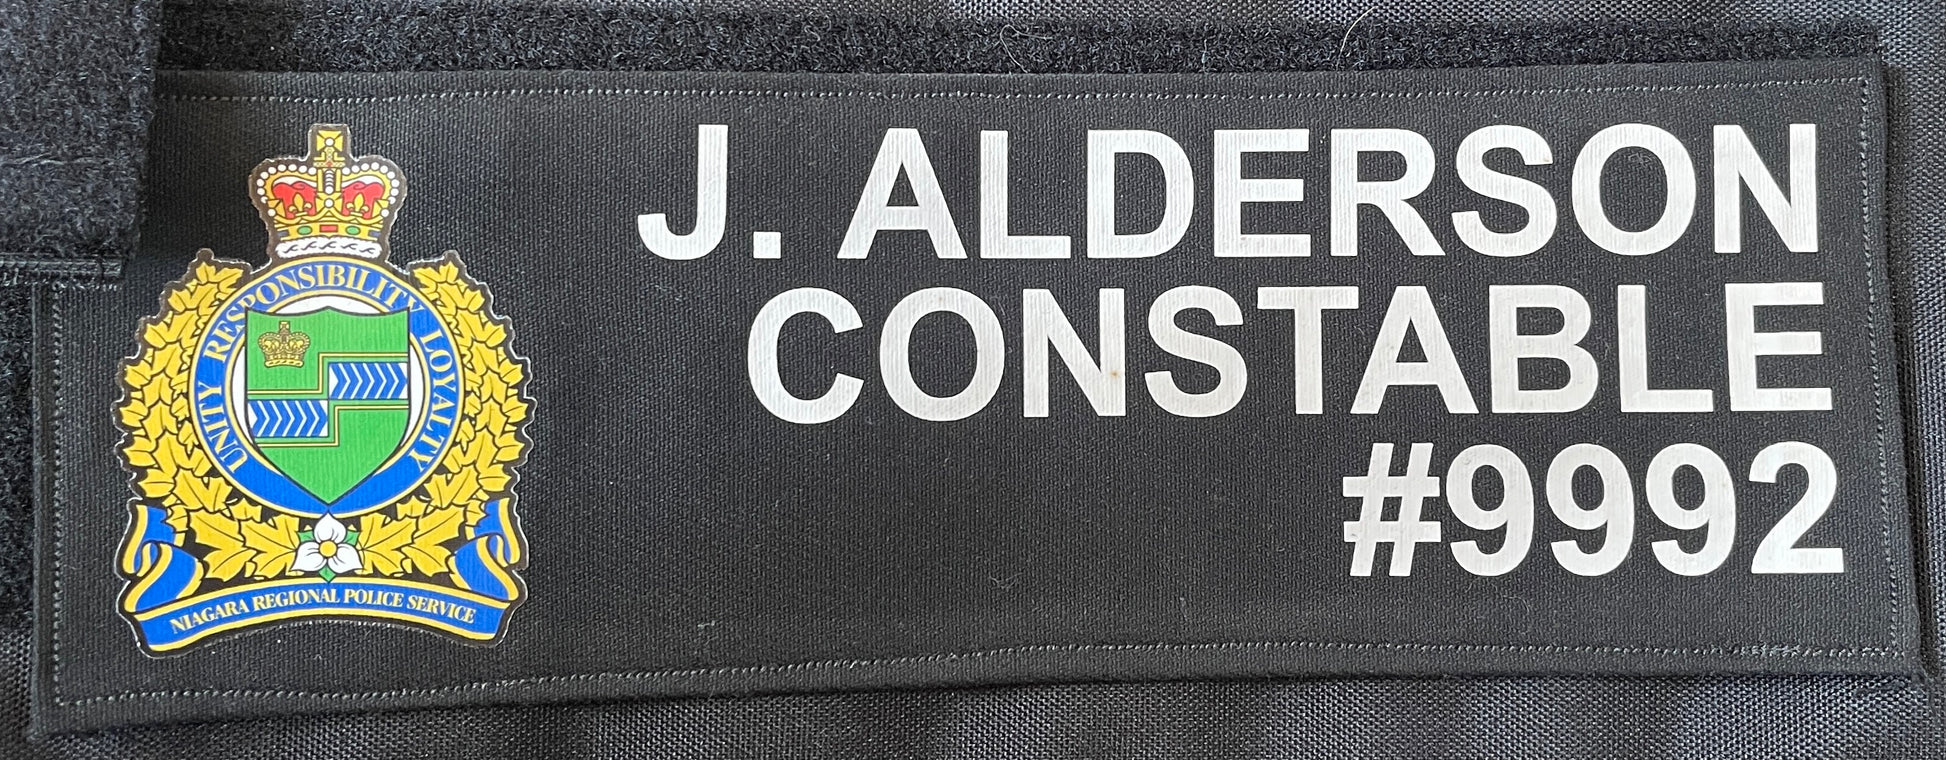 UNITY RESPONSIBILITY LOYALTY
NIAGARA REGIONAL POLICE SERVICE
J. ALDERSON
CONSTABLE
#9992